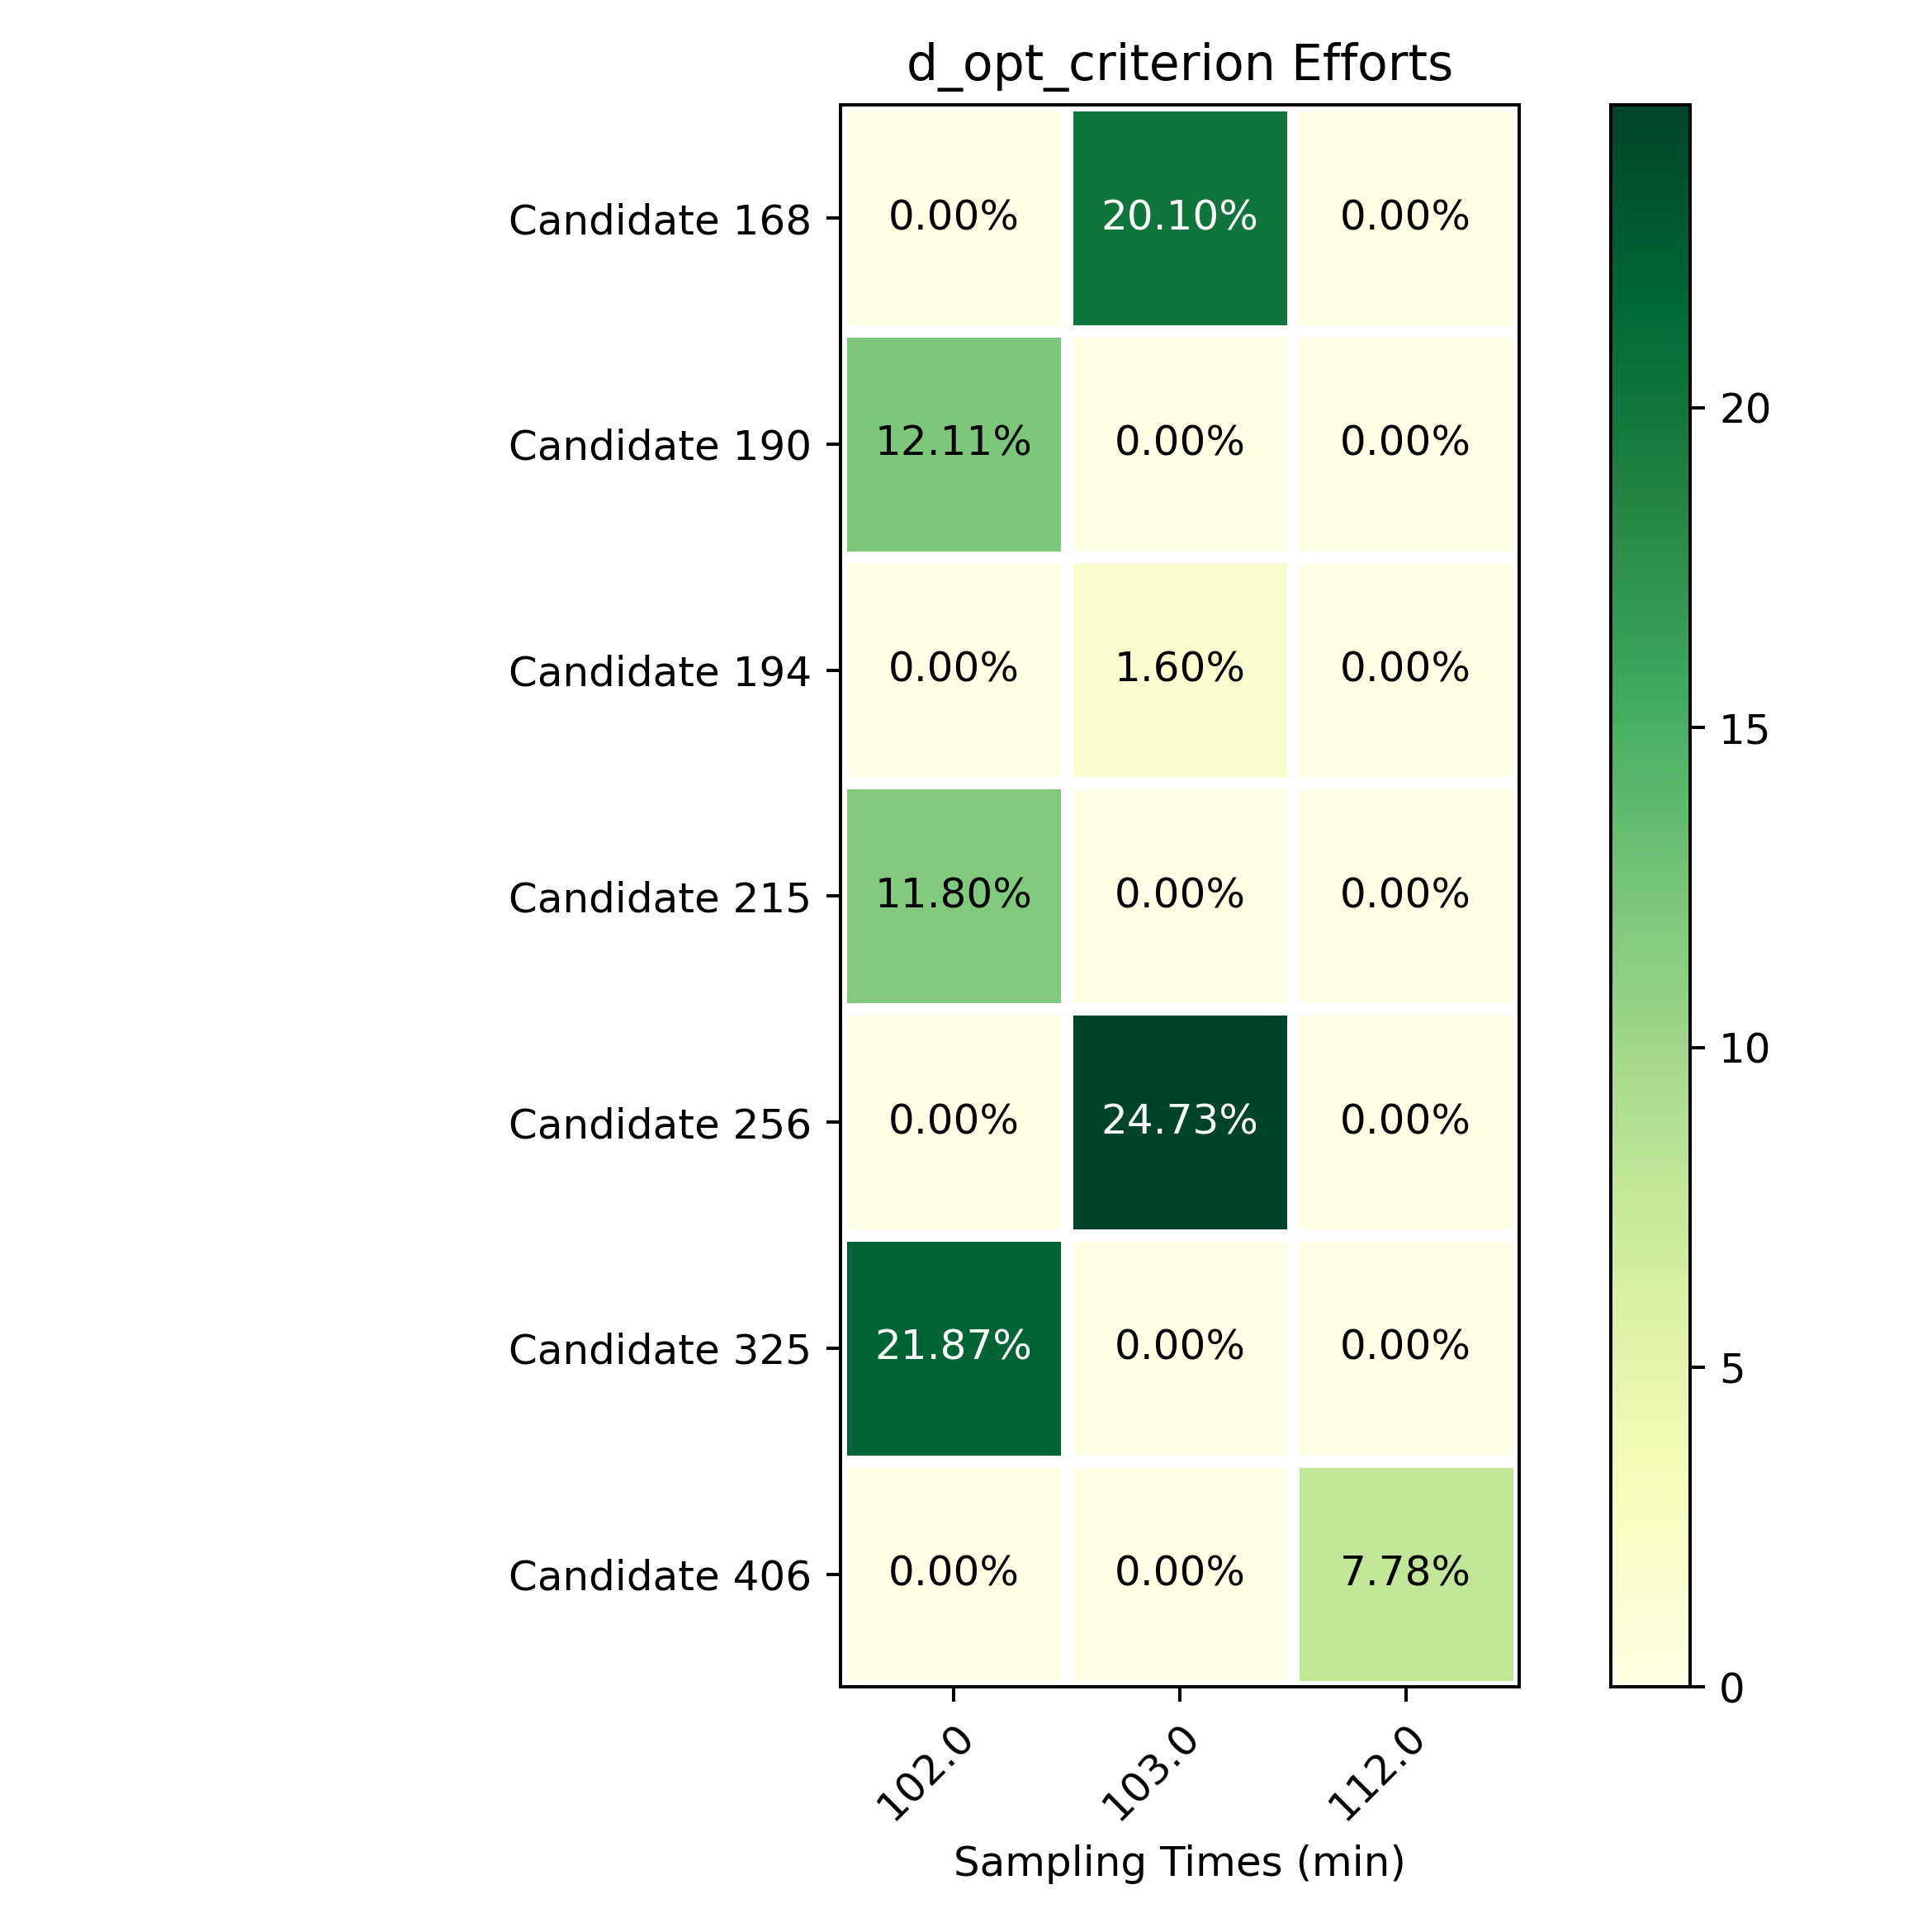 d_opt_criterion Efforts
Candidate 168 0.00% 20.10% 0.00%
Candidate 190 12.11% 0.00% 0.00%
Candidate 194 0.00% 1.60% 0.00%
Candidate 215 11.80% 0.00% 0.00%
Candidate 256 0.00% 24.73% 0.00%
Candidate 325 21.87% 0.00% 0.00%
Candidate 406 0.00% 0.00% 7.78%
102.0 103.0 112.0
Sampling Times (min)
20
15
10
5
0